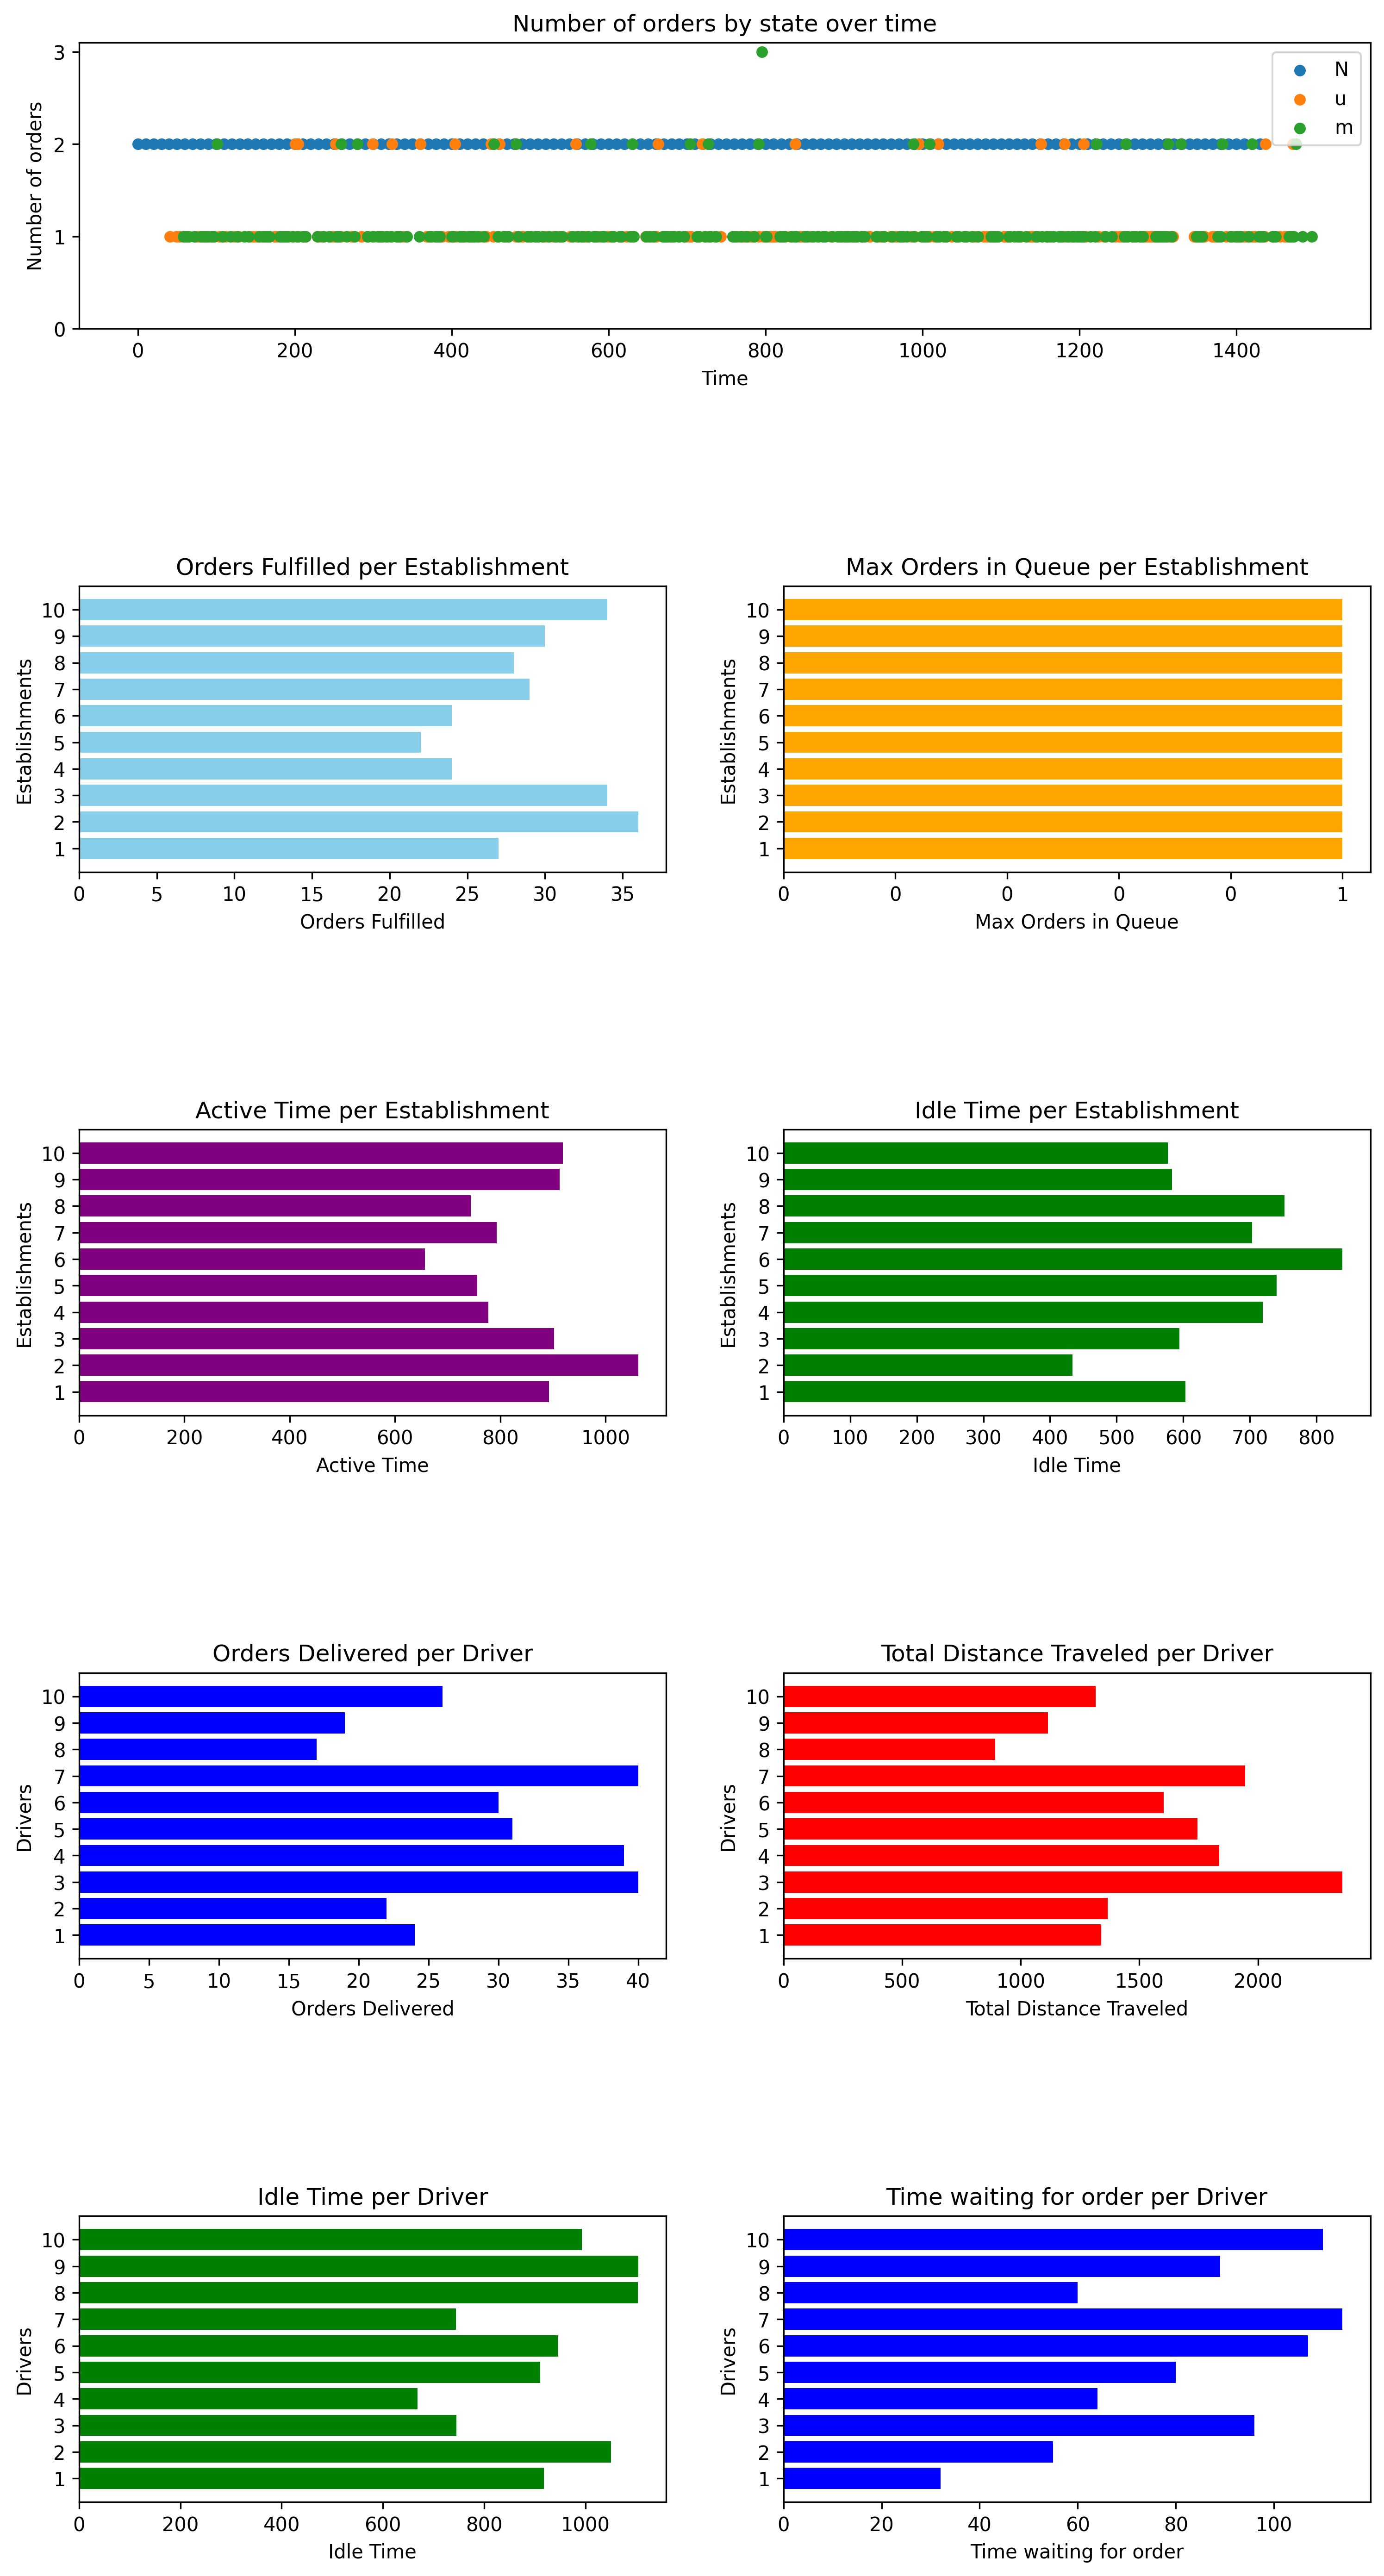 Number of orders by state over time
Number of orders
3
2
1
0
N
u
m
0 200 400 600 800 1000 1200 1400
Time
Orders Fulfilled per Establishment
Establishments
10
9
8
7
6
5
4
3
2
1
0 5 10 15 20 25 30 35
Orders Fulfilled
Max Orders in Queue per Establishment
Establishments
10
9
8
7
6
5
4
3
2
1
0 0 0 0 0 1
Max Orders in Queue
Active Time per Establishment
Establishments
10
9
8
7
6
5
4
3
2
1
0 200 400 600 800 1000
Active Time
Idle Time per Establishment
Establishments
10
9
8
7
6
5
4
3
2
1
0 100 200 300 400 500 600 700 800
Idle Time
Orders Delivered per Driver
Drivers
10
9
8
7
6
5
4
3
2
1
0 5 10 15 20 25 30 35 40
Orders Delivered
Total Distance Traveled per Driver
Drivers
10
9
8
7
6
5
4
3
2
1
0 500 1000 1500 2000
Total Distance Traveled
Idle Time per Driver
Drivers
10
9
8
7
6
5
4
3
2
1
0 200 400 600 800 1000
Idle Time
Time waiting for order per Driver
Drivers
10
9
8
7
6
5
4
3
2
1
0 20 40 60 80 100
Time waiting for order